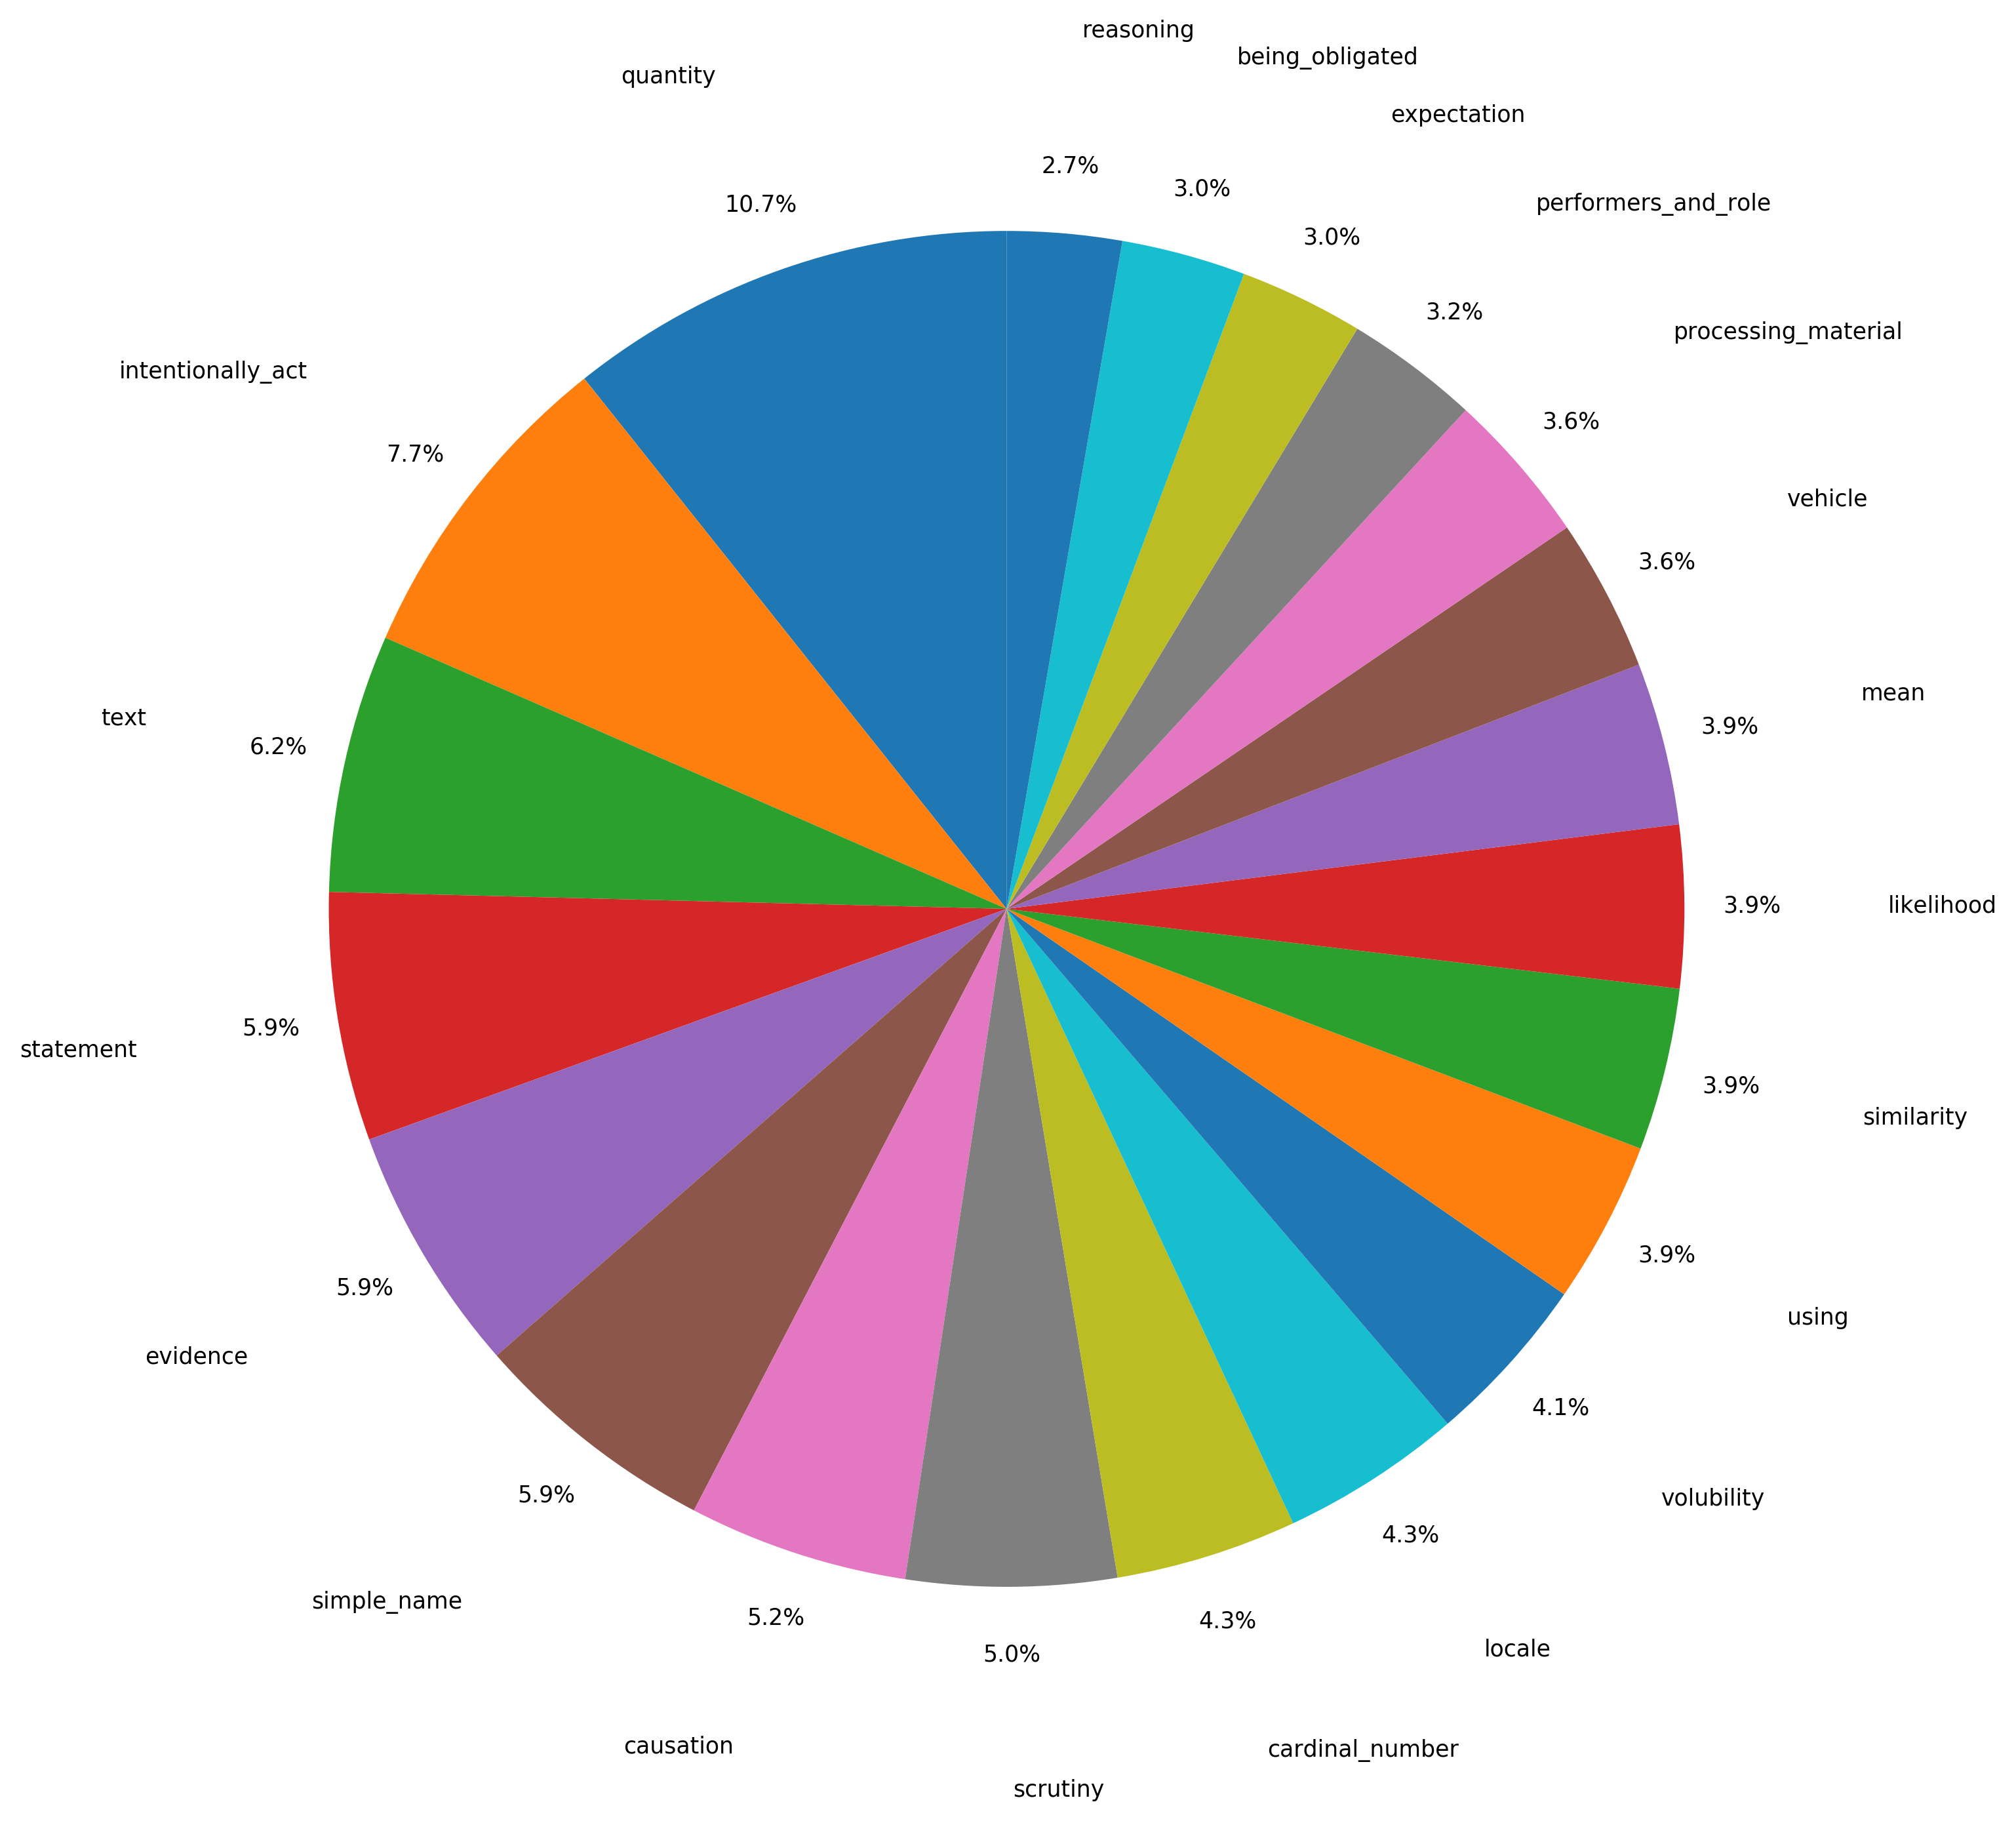 reasoning
being_obligated
quantity
expectation
2.7%
3.0%
10.7%
performers_and_role
3.0%
3.2%
processing_material
intentionally_act
3.6%
7.7%
vehicle
3.6%
mean
text
3.9%
6.2%
likelihood
3.9%
5.9%
statement
3.9%
similarity
3.9%
5.9%
using
evidence
4.1%
5.9%
volubility
4.3%
simple_name
5.2%
4.3%
5.0%
locale
causation
cardinal_number
scrutiny